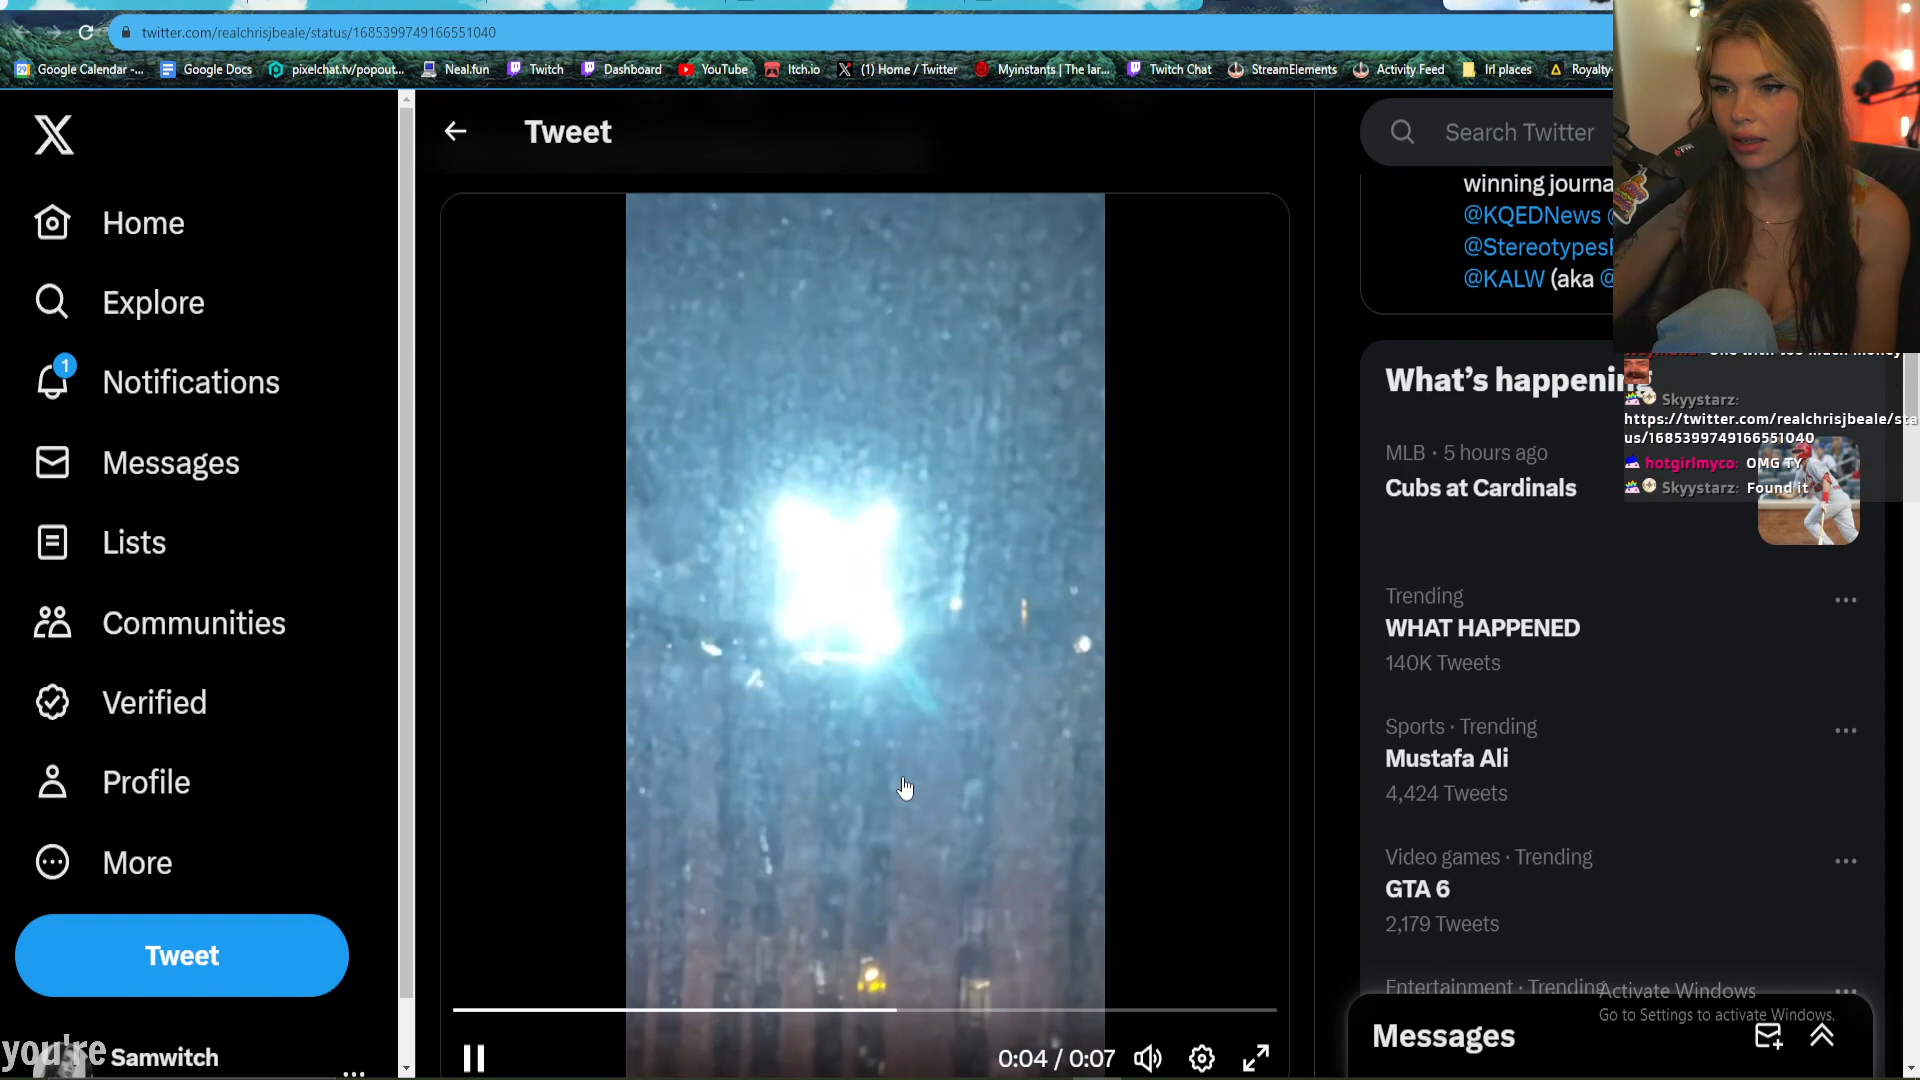 twitter.com/realchrisjbeale/status/1685399749166551040
Google Calendar -... Google Docs pixelchat.tv/popout... Neal.fun Twitch Dashboard YouTube Itch.io (1) Home / Twitter Myinstants | The lar... Twitch Chat StreamElements Activity Feed Irl places Royalty-
Tweet
Search Twitter
Home
Explore
1
Notifications
Messages
Lists
Communities
Verified
Profile
More
Tweet
you're
Samwitch
0:04 / 0:07
winning journa
@KQEDNews
@Stereotypes
@KALW (aka @
What's happening
MLB · 5 hours ago
Cubs at Cardinals
Trending
WHAT HAPPENED
140K Tweets
Sports · Trending
Mustafa Ali
4,424 Tweets
Video games · Trending
GTA 6
2,179 Tweets
Entertainment · Trending
Activate Windows
Go to Settings to activate Windows.
Messages
Skyystarz:
https://twitter.com/realchrisjbeale/sta
us/1685399749166551040
hotgirlmyco: OMG TY
Skyystarz: Found it